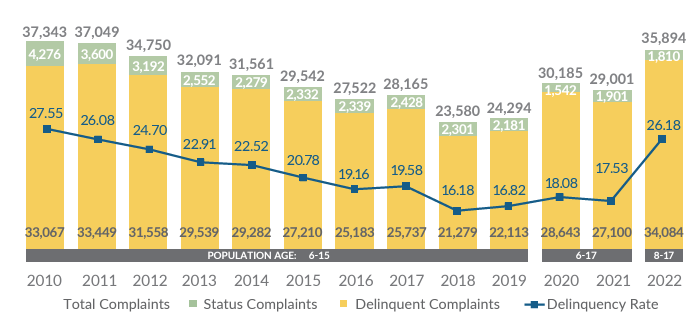 37,343 37,049 34,750 32,091 31,561 29,542 27,522 28,165 23,580 24,294 30,185 29,001 35,894
4,276 3,600 3,192 2,552 2,279 2,332 2,339 2,428 2,301 2,181 1,542 1,901 1,810
27.55 26.08 24.70 22.91 22.52 20.78 19.16 19.58 16.18 16.82 18.08 17.53 26.18
33,067 33,449 31,558 29,539 29,282 27,210 25,183 25,737 21,279 22,113 28,643 27,100 34,084
POPULATION AGE: 6-15 6-17 8-17
2010 2011 2012 2013 2014 2015 2016 2017 2018 2019 2020 2021 2022
Total Complaints Status Complaints Delinquent Complaints Delinquency Rate